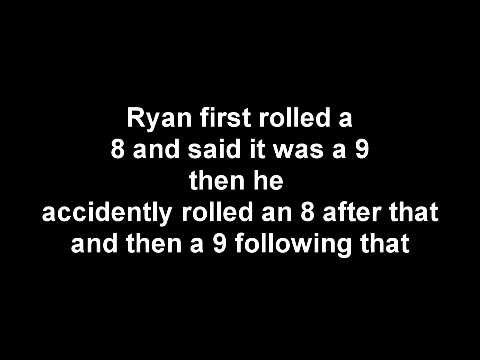 Ryan first rolled a
8 and said it was a 9
then he
accidently rolled an 8 after that
and then a 9 following that